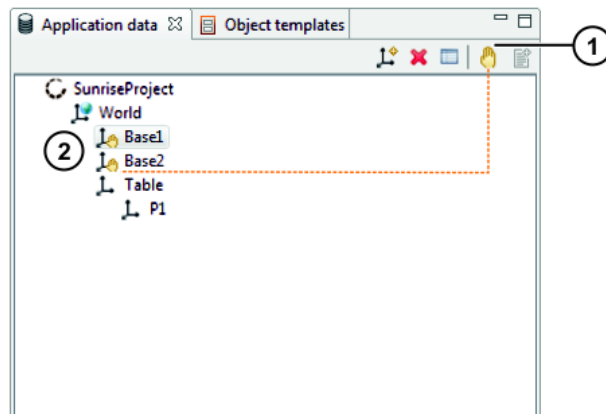 Application data Object templates
1
SunriseProject
World
2
Base1
Base2
Table
P1